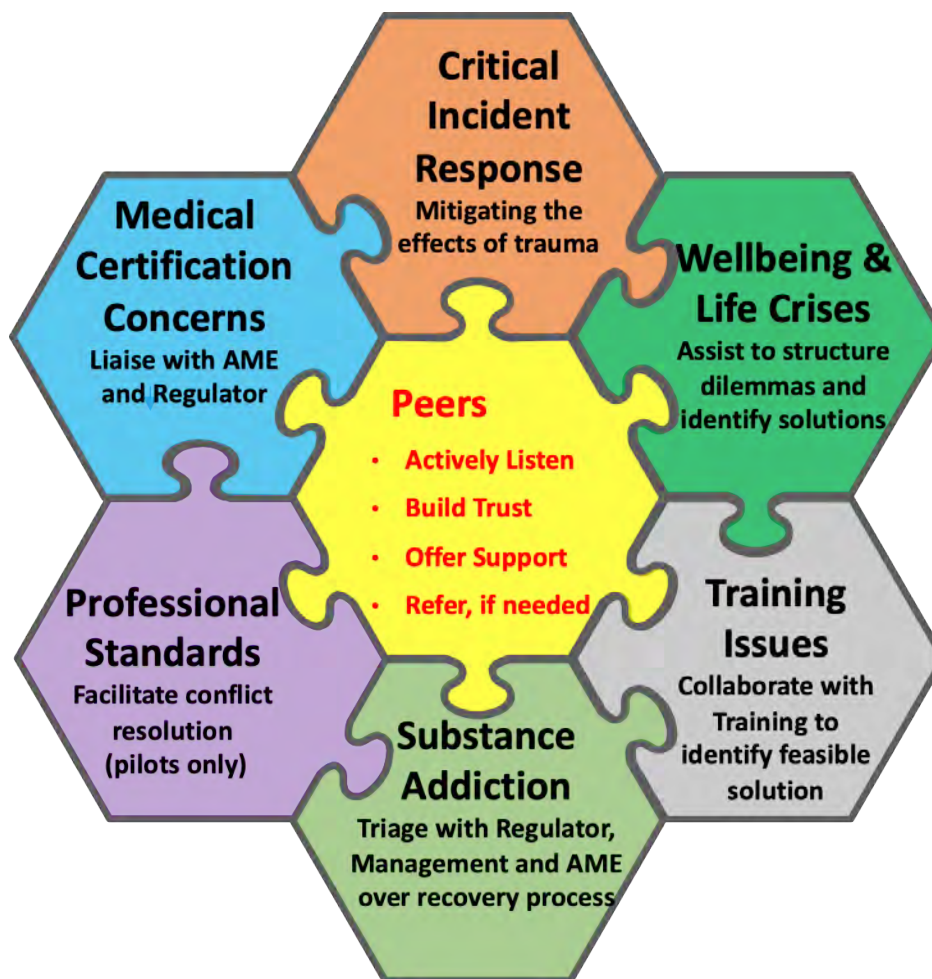 Critical
Incident
Response
Mitigating the
effects of trauma
Medical
Certification
Concerns
Liaise with AME
and Regulator
Wellbeing &
Life Crises
Assist to structure
dilemmas and
identify solutions
Peers
• Actively Listen
• Build Trust
• Offer Support
• Refer, if needed
Professional
Standards
Facilitate conflict
resolution
(pilots only)
Training
Issues
Collaborate with
Training to
identify feasible
solution
Substance
Addiction
Triage with Regulator,
Management and AME
over recovery process